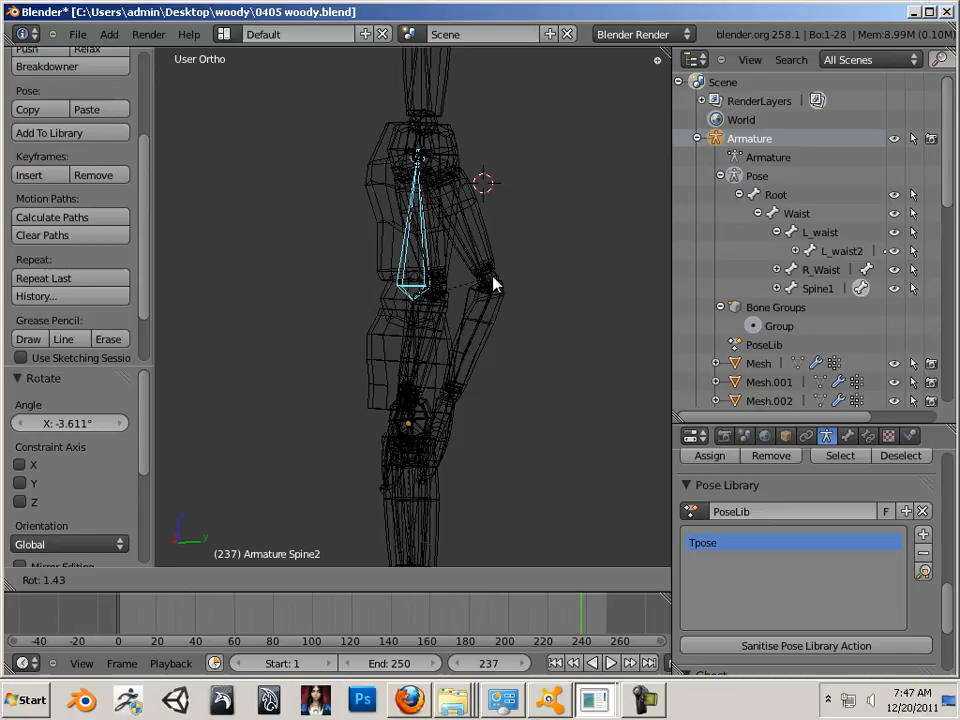 Blender* [C:\Users\admin\Desktop\woody\0405 woody.blend]
File Add Render Help Default Scene Blender Render blender.org 258.1 | Bo:1-28 | Mem:8.99M (0.10M
Push Relax
Breakdowner
Pose:
Copy Paste
Add To Library
Keyframes:
Insert Remove
Motion Paths:
Calculate Paths
Clear Paths
Repeat:
Repeat Last
History...
Grease Pencil:
Draw Line Erase
Use Sketching Sessio
Rotate
Angle
X: -3.611°
Constraint Axis
X
Y
Z
Orientation
Global
User Ortho
(237) Armature Spine2
Rot: 1.43
View Search All Scenes
Scene
RenderLayers
World
Armature
Armature
Pose
Root
Waist
L_waist
L_waist2
R_Waist
Spine1
Bone Groups
Group
PoseLib
Mesh
Mesh.001
Mesh.002
Assign Remove Select Deselect
Pose Library
PoseLib F
Tpose
Sanitise Pose Library Action
-40 -20 0 20 40 60 80 100 120 140 160 180 200 220 240 260
View Frame Playback Start: 1 End: 250 237
Start
7:47 AM
12/20/2011